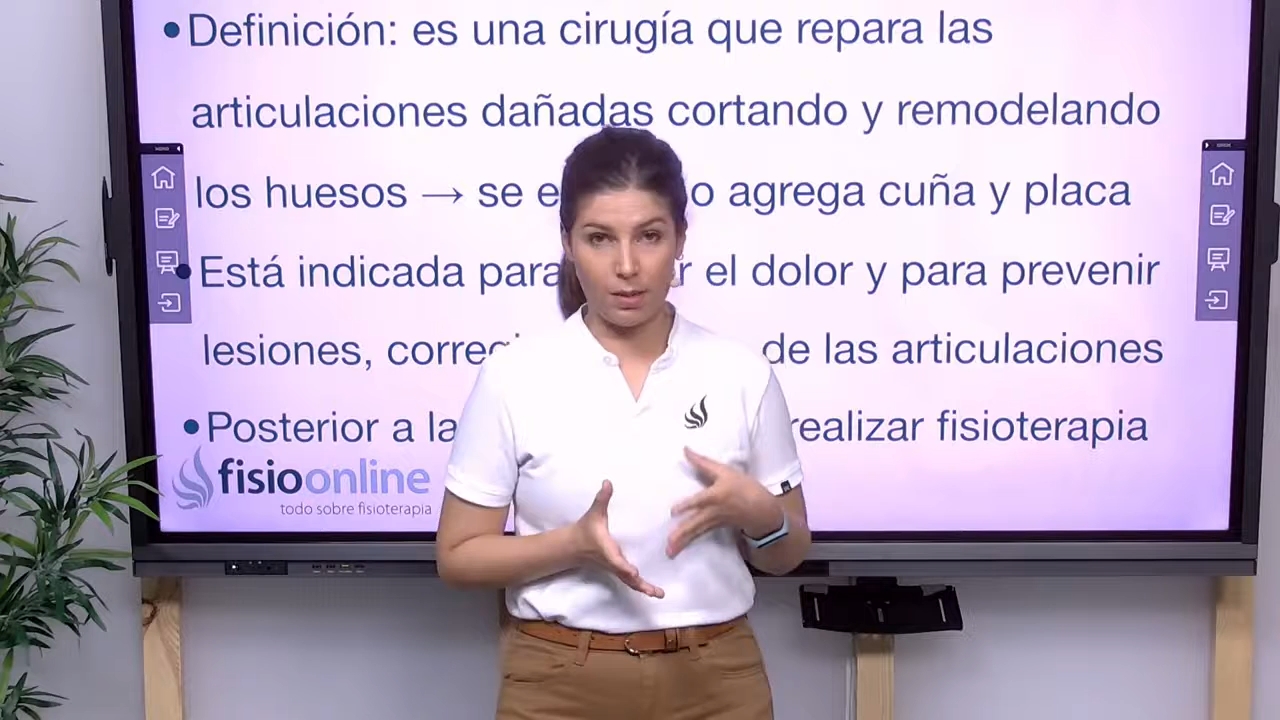 •Definición: es una cirugía que repara las
articulaciones dañadas cortando y remodelando
los huesos → se e o agrega cuña y placa
•Está indicada para r el dolor y para prevenir
lesiones, de las articulaciones
•Posterior a la realizar fisioterapia
fisioonline
todo sobre fisioterapia